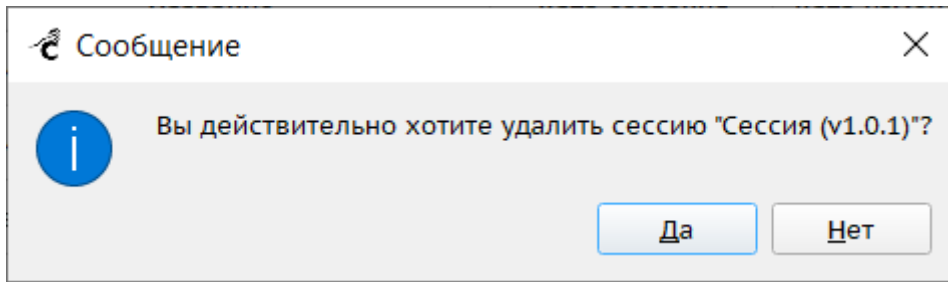 Сообщение
Вы действительно хотите удалить сессию "Сессия (v1.0.1)"?
Да
Нет